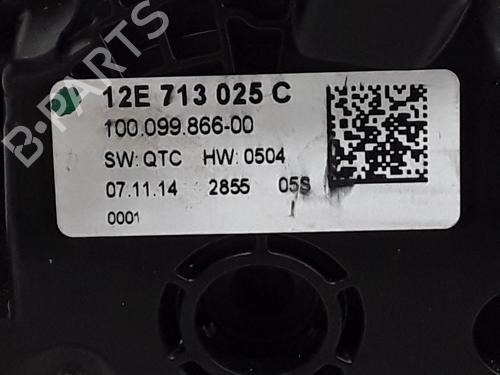 B-PARTS
12E 713 025 C
100.099.866-00
SW: QTC HW: 0504
07.11.14 2855 05S
0001